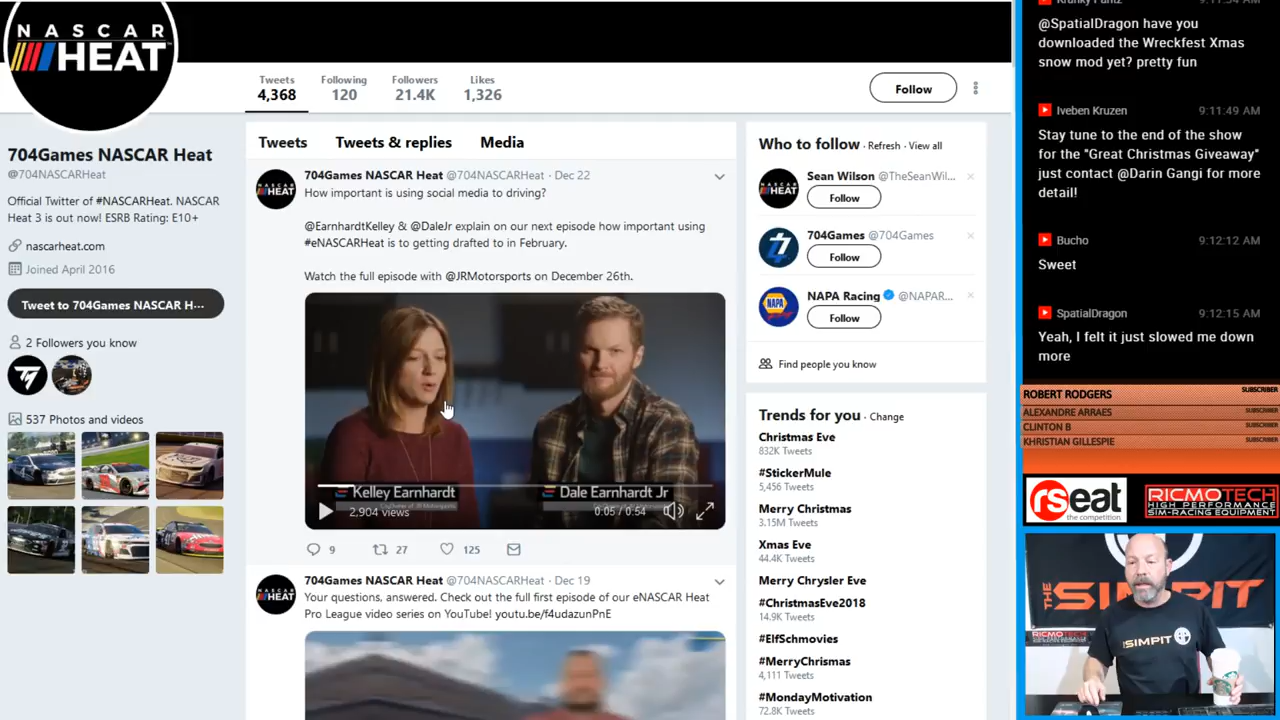 NASCAR
HEAT
Tweets
4,368
Following
120
Followers
21.4K
Likes
1,326
Follow
704Games NASCAR Heat
@704NASCARHeat
Official Twitter of #NASCARHeat. NASCAR
Heat 3 is out now! ESRB Rating: E10+
nascarheat.com
Joined April 2016
Tweet to 704Games NASCAR H...
2 Followers you know
537 Photos and videos
Tweets
Tweets & replies
Media
704Games NASCAR Heat @704NASCARHeat · Dec 22
How important is using social media to driving?
@EarnhardtKelley & @DaleJr explain on our next episode how important using
#eNASCARHeat is to getting drafted to in February.
Watch the full episode with @JRMotorsports on December 26th.
Kelley Earnhardt
Dale Earnhardt Jr
2,904 views
0:05 / 0:54
9
27
125
704Games NASCAR Heat @704NASCARHeat · Dec 19
Your questions, answered. Check out the full first episode of our eNASCAR Heat
Pro League video series on YouTube! youtu.be/f4udazunPnE
Who to follow · Refresh · View all
Sean Wilson @TheSeanWil...
Follow
704Games @704Games
Follow
NAPA Racing @NAPAR...
Follow
Find people you know
Trends for you · Change
Christmas Eve
832K Tweets
#StickerMule
5,456 Tweets
Merry Christmas
3.15M Tweets
Xmas Eve
44.4K Tweets
Merry Chrysler Eve
#ChristmasEve2018
14.9K Tweets
#ElfSchmovies
#MerryChrismas
4,111 Tweets
#MondayMotivation
72.8K Tweets
@SpatialDragon have you
downloaded the Wreckfest Xmas
snow mod yet? pretty fun
Iveben Kruzen 9:11:49 AM
Stay tune to the end of the show
for the "Great Christmas Giveaway"
just contact @Darin Gangi for more
detail!
Bucho 9:12:12 AM
Sweet
SpatialDragon 9:12:15 AM
Yeah, I felt it just slowed me down
more
ROBERT RODGERS SUBSCRIBER
ALEXANDRE ARRAES SUBSCRIBER
CLINTON B SUBSCRIBER
KHRISTIAN GILLESPIE SUBSCRIBER
rseat
the competition.
RICMOTECH
HIGH PERFORMANCE
SIM-RACING EQUIPMENT
THE SIMPIT
RICMOTECH
THE SIMPIT